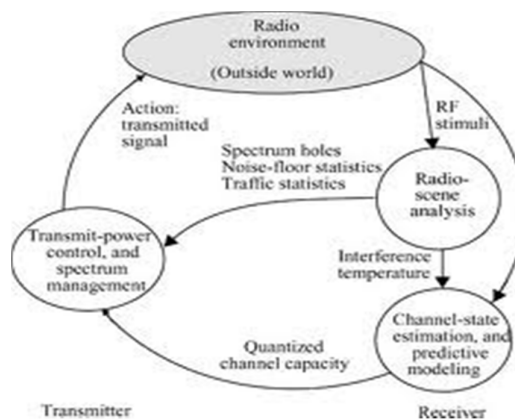 Radio
environment
(Outside world)
Action:
transmitted
signal
RF
stimuli
Spectrum holes
Noise-floor statistics
Traffic statistics
Radio-
scene
analysis
Transmit-power
control, and
spectrum
management
Interference
temperature
Channel-state
estimation, and
predictive
modeling
Quantized
channel capacity
Transmitter
Receiver